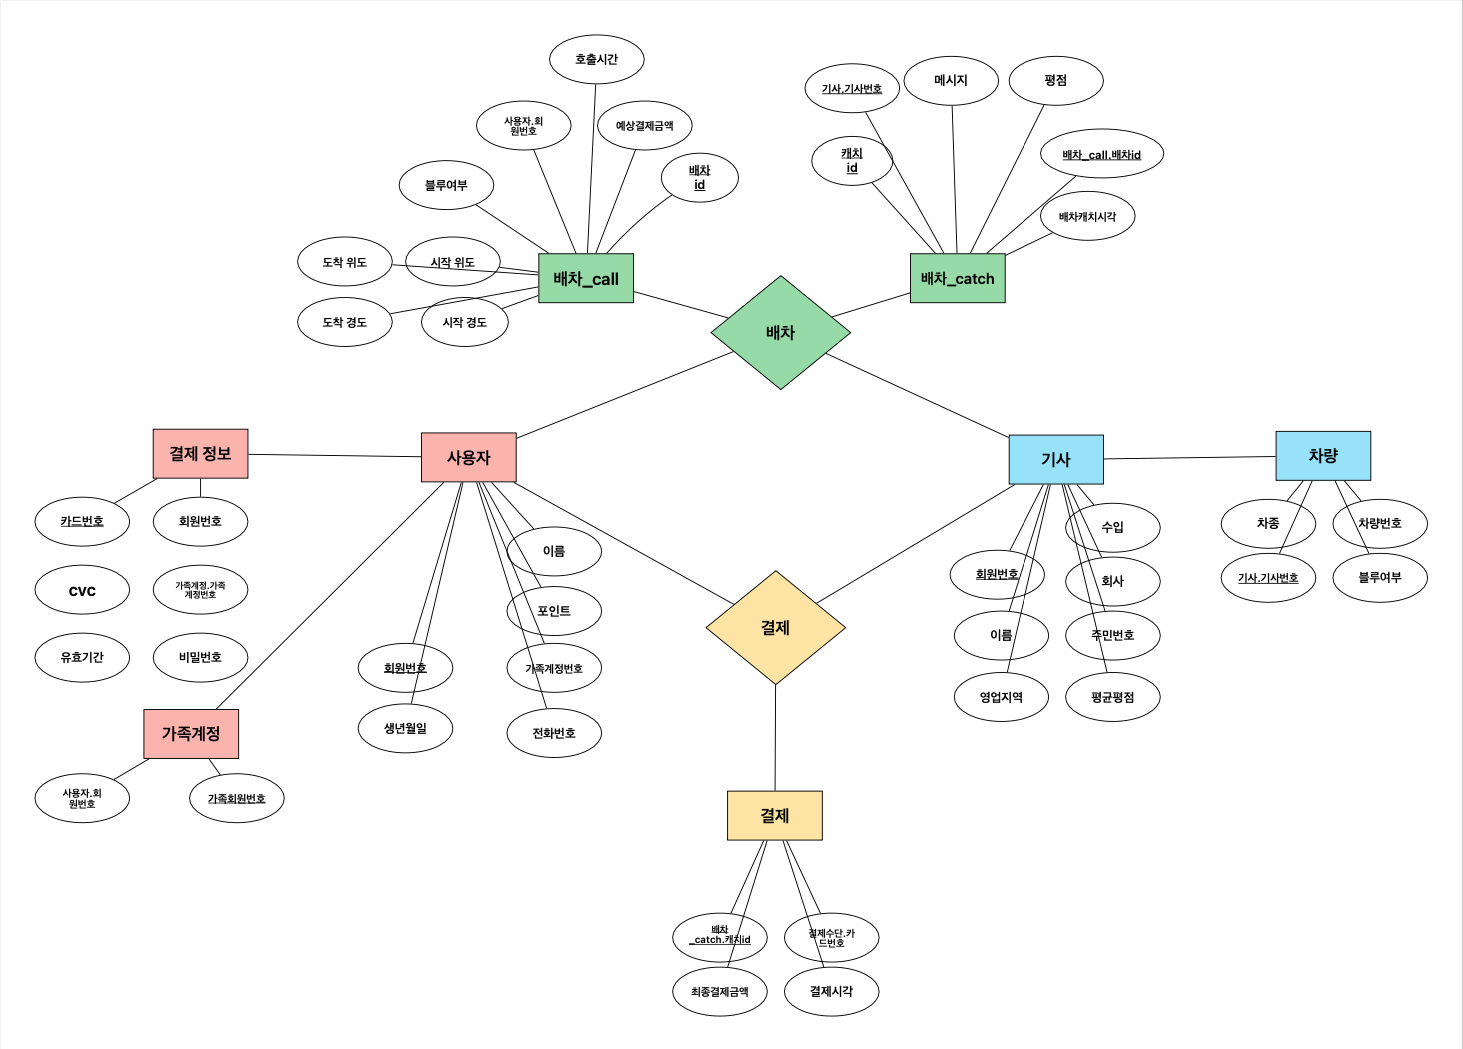 호출시간
사용자.회
원번호
예상결제금액
블루여부
배차
id
도착 위도
시작 위도
도착 경도
시작 경도
배차_call
기사.기사번호
메시지
평점
캐치
id
배차_call.배차id
배차캐치시각
배차_catch
배차
결제 정보
카드번호
회원번호
cvc
가족계정.가족
계정번호
유효기간
비밀번호
사용자
이름
포인트
회원번호
가족계정번호
생년월일
전화번호
가족계정
사용자.회
원번호
가족회원번호
기사
수입
회원번호
회사
이름
주민번호
영업지역
평균평점
차량
차종
차량번호
기사.기사번호
블루여부
결제
결제
배차
_catch.캐치id
결제수단.카
드번호
최종결제금액
결제시각